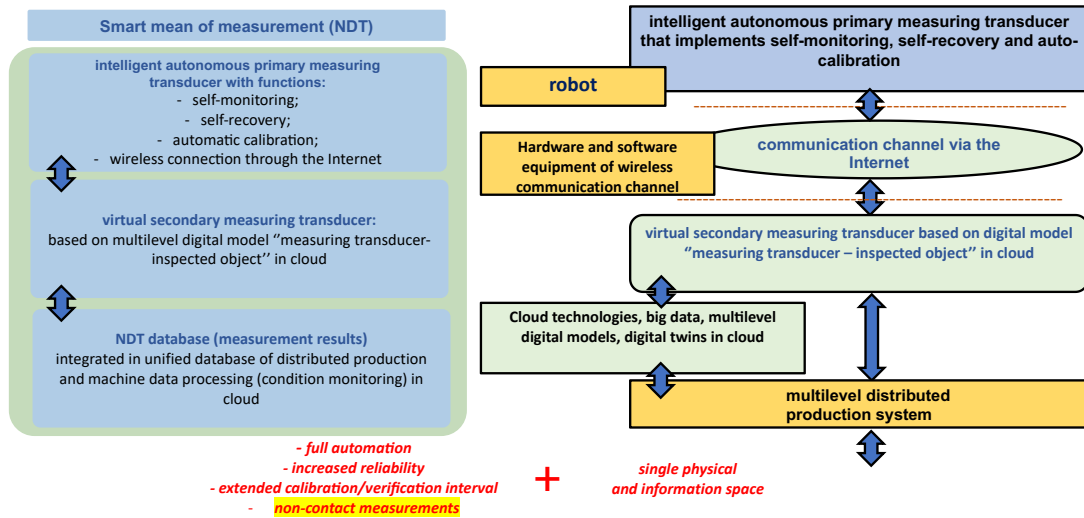 Smart mean of measurement (NDT)
intelligent autonomous primary measuring
transducer with functions:
- self-monitoring;
- self-recovery;
- automatic calibration;
- wireless connection through the Internet
virtual secondary measuring transducer:
based on multilevel digital model ‘‘measuring transducer-
inspected object’’ in cloud
NDT database (measurement results)
integrated in unified database of distributed production
and machine data processing (condition monitoring) in
cloud
- full automation
- increased reliability
- extended calibration/verification interval
- non-contact measurements
+
single physical
and information space
intelligent autonomous primary measuring transducer
that implements self-monitoring, self-recovery and auto-
calibration
robot
Hardware and software
equipment of wireless
communication channel
communication channel via the
Internet
virtual secondary measuring transducer based on digital model
‘‘measuring transducer – inspected object’’ in cloud
Cloud technologies, big data, multilevel
digital models, digital twins in cloud
multilevel distributed
production system